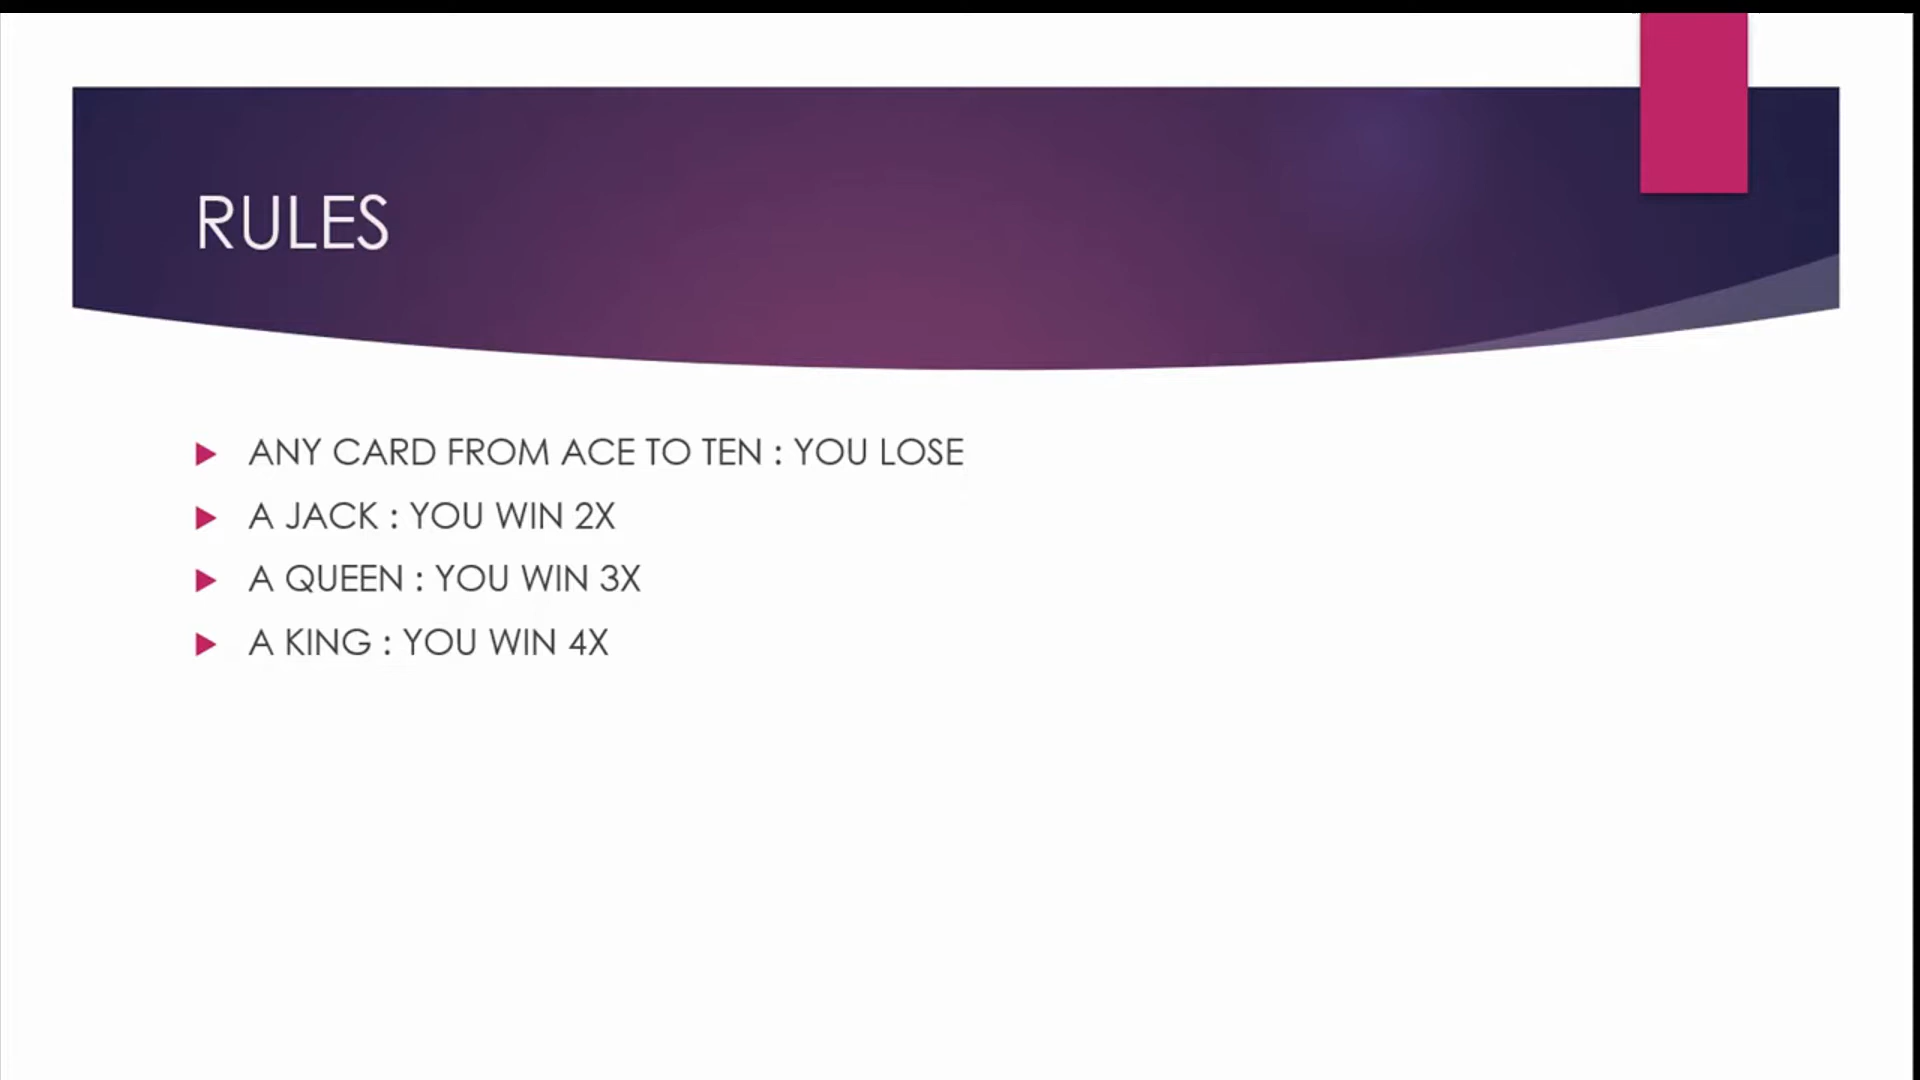 RULES
ANY CARD FROM ACE TO TEN : YOU LOSE
A JACK : YOU WIN 2X
A QUEEN : YOU WIN 3X
A KING : YOU WIN 4X